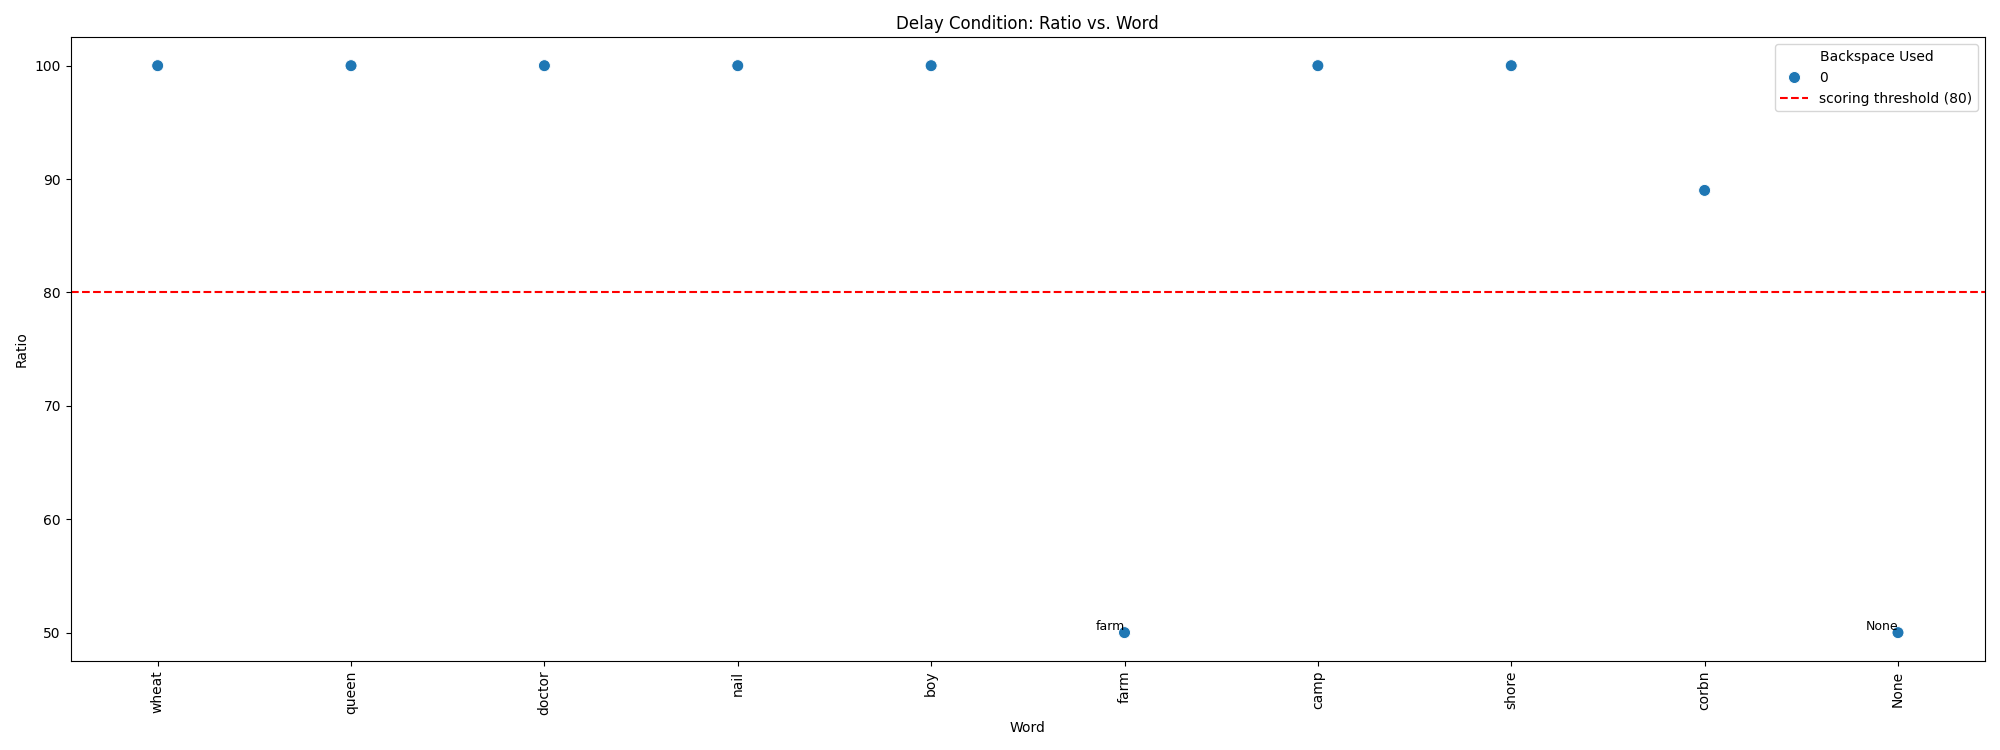 Delay Condition: Ratio vs. Word
Backspace Used
0
scoring threshold (80)
100
90
80
70
60
50
Ratio
farm
None
wheat
queen
doctor
nail
boy
farm
camp
shore
corbn
None
Word